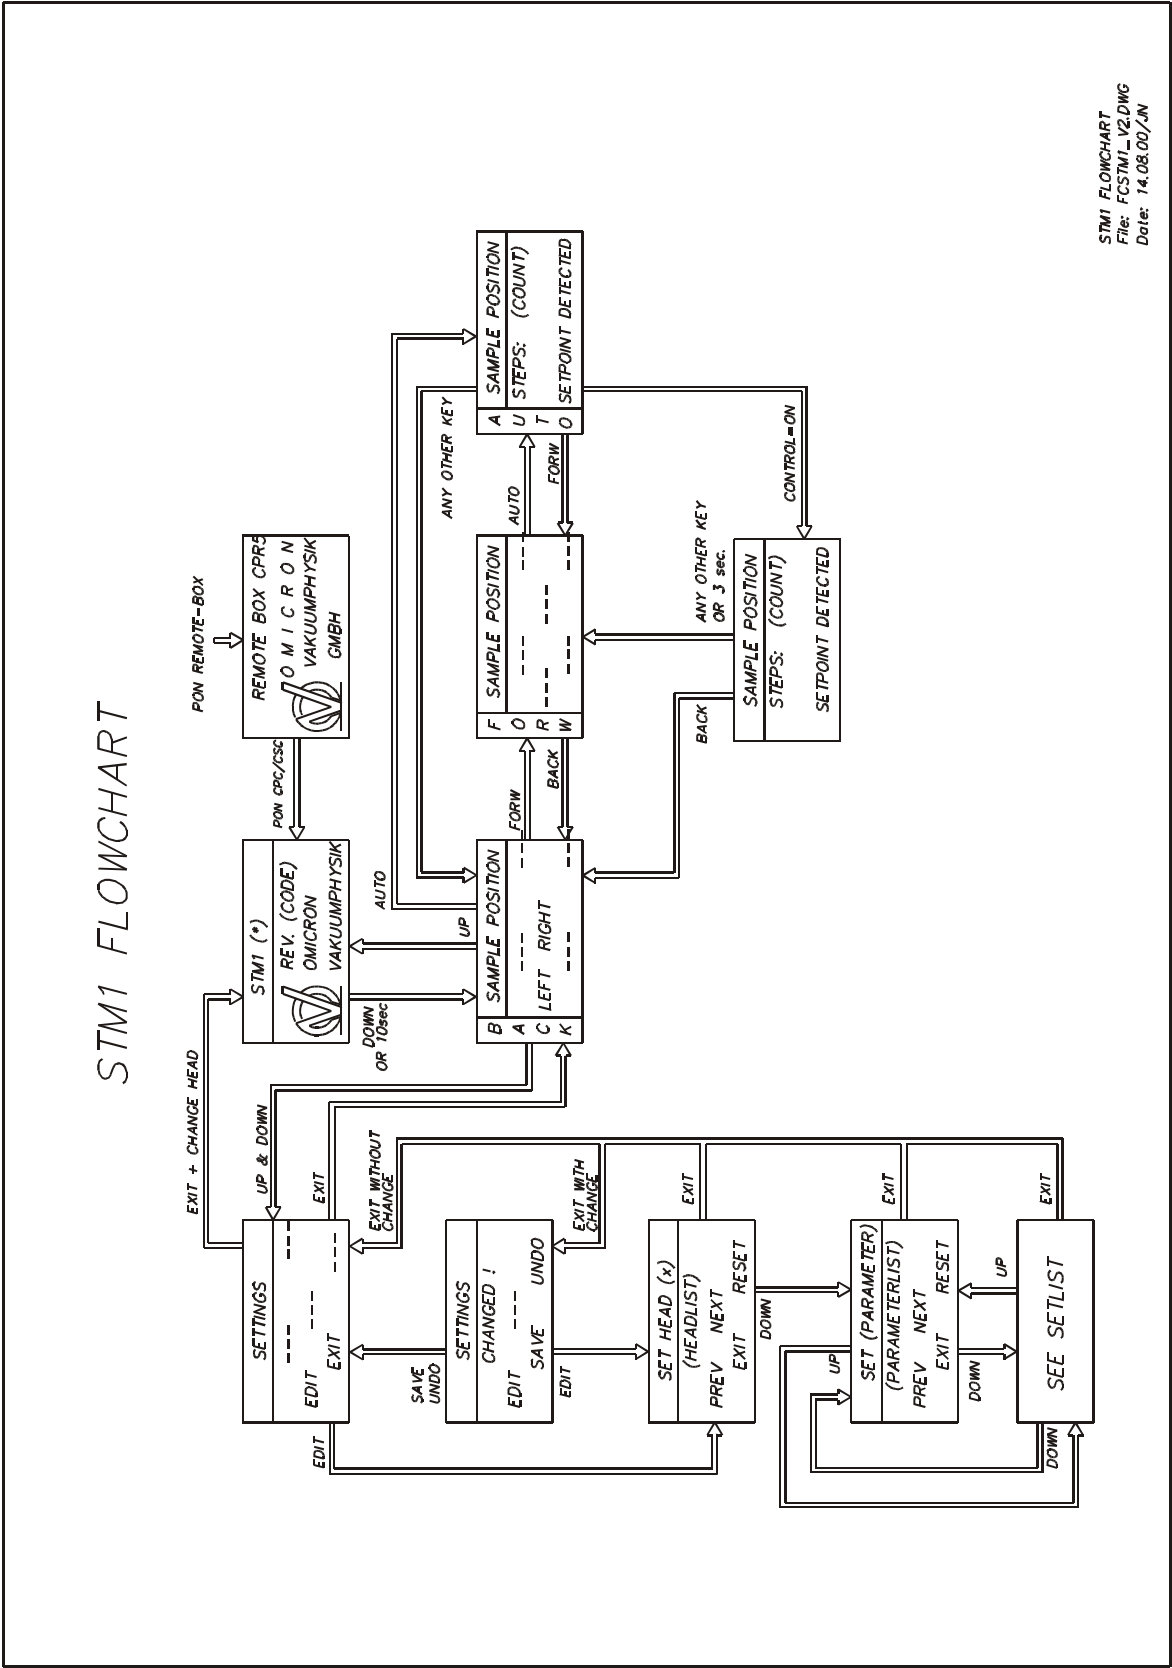 STM1 FLOWCHART
EXIT + CHANGE HEAD
PON REMOTE-BOX
SETTINGS
EDIT
EXIT
STM1 (*)
REV. (CODE)
OMICRON
VAKUUMPHYSIK
PON CPC/CSC
REMOTE BOX CPR5
O M I C R O N
VAKUUMPHYSIK
GMBH
UP & DOWN
EXIT
EDIT
EXIT WITHOUT
CHANGE
DOWN
OR 10sec
UP
AUTO
ANY OTHER KEY
SAVE
UNDO
SETTINGS
CHANGED !
EDIT
SAVE UNDO
B
A
C
K
SAMPLE POSITION
LEFT RIGHT
FORW
BACK
F
O
R
W
SAMPLE POSITION
AUTO
FORW
A
U
T
O
SAMPLE POSITION
STEPS: (COUNT)
SETPOINT DETECTED
EDIT
EXIT WITH
CHANGE
SET HEAD (x)
(HEADLIST)
PREV NEXT
EXIT RESET
EXIT
BACK
ANY OTHER KEY
OR 3 sec.
CONTROL=ON
SAMPLE POSITION
STEPS: (COUNT)
SETPOINT DETECTED
DOWN
UP
SET (PARAMETER)
(PARAMETERLIST)
PREV NEXT
EXIT RESET
EXIT
DOWN
UP
SEE SETLIST
DOWN
EXIT
STM1 FLOWCHART
File: FCSTM1_V2.DWG
Date: 14.08.00/JN